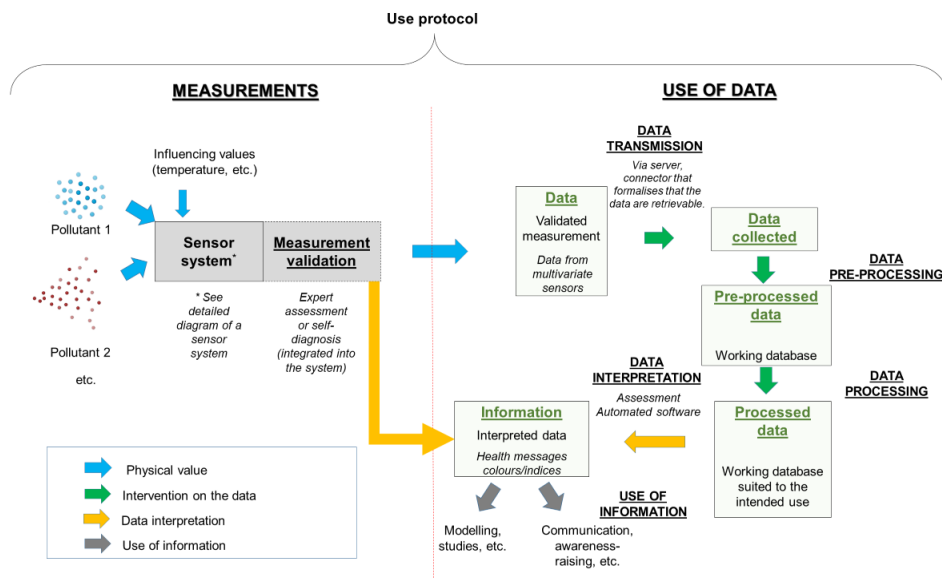 Use protocol
MEASUREMENTS
USE OF DATA
Influencing values
(temperature, etc.)
Pollutant 1
Sensor
system*
Measurement
validation
* See
detailed
diagram of a
sensor
system
Expert
assessment
or self-
diagnosis
(integrated into
the system)
Pollutant 2
etc.
DATA
TRANSMISSION
Via server,
connector that
formalises that the
data are retrievable.
Data
Validated
measurement
Data from
multivariate
sensors
Data
collected
DATA
PRE-PROCESSING
Pre-processed
data
Working database
DATA
PROCESSING
Processed
data
Working database
suited to the
intended use
DATA
INTERPRETATION
Assessment
Automated software
Information
Interpreted data
Health messages
colours/indices
USE OF
INFORMATION
Modelling,
studies, etc.
Communication,
awareness-
raising, etc.
Physical value
Intervention on the data
Data interpretation
Use of information